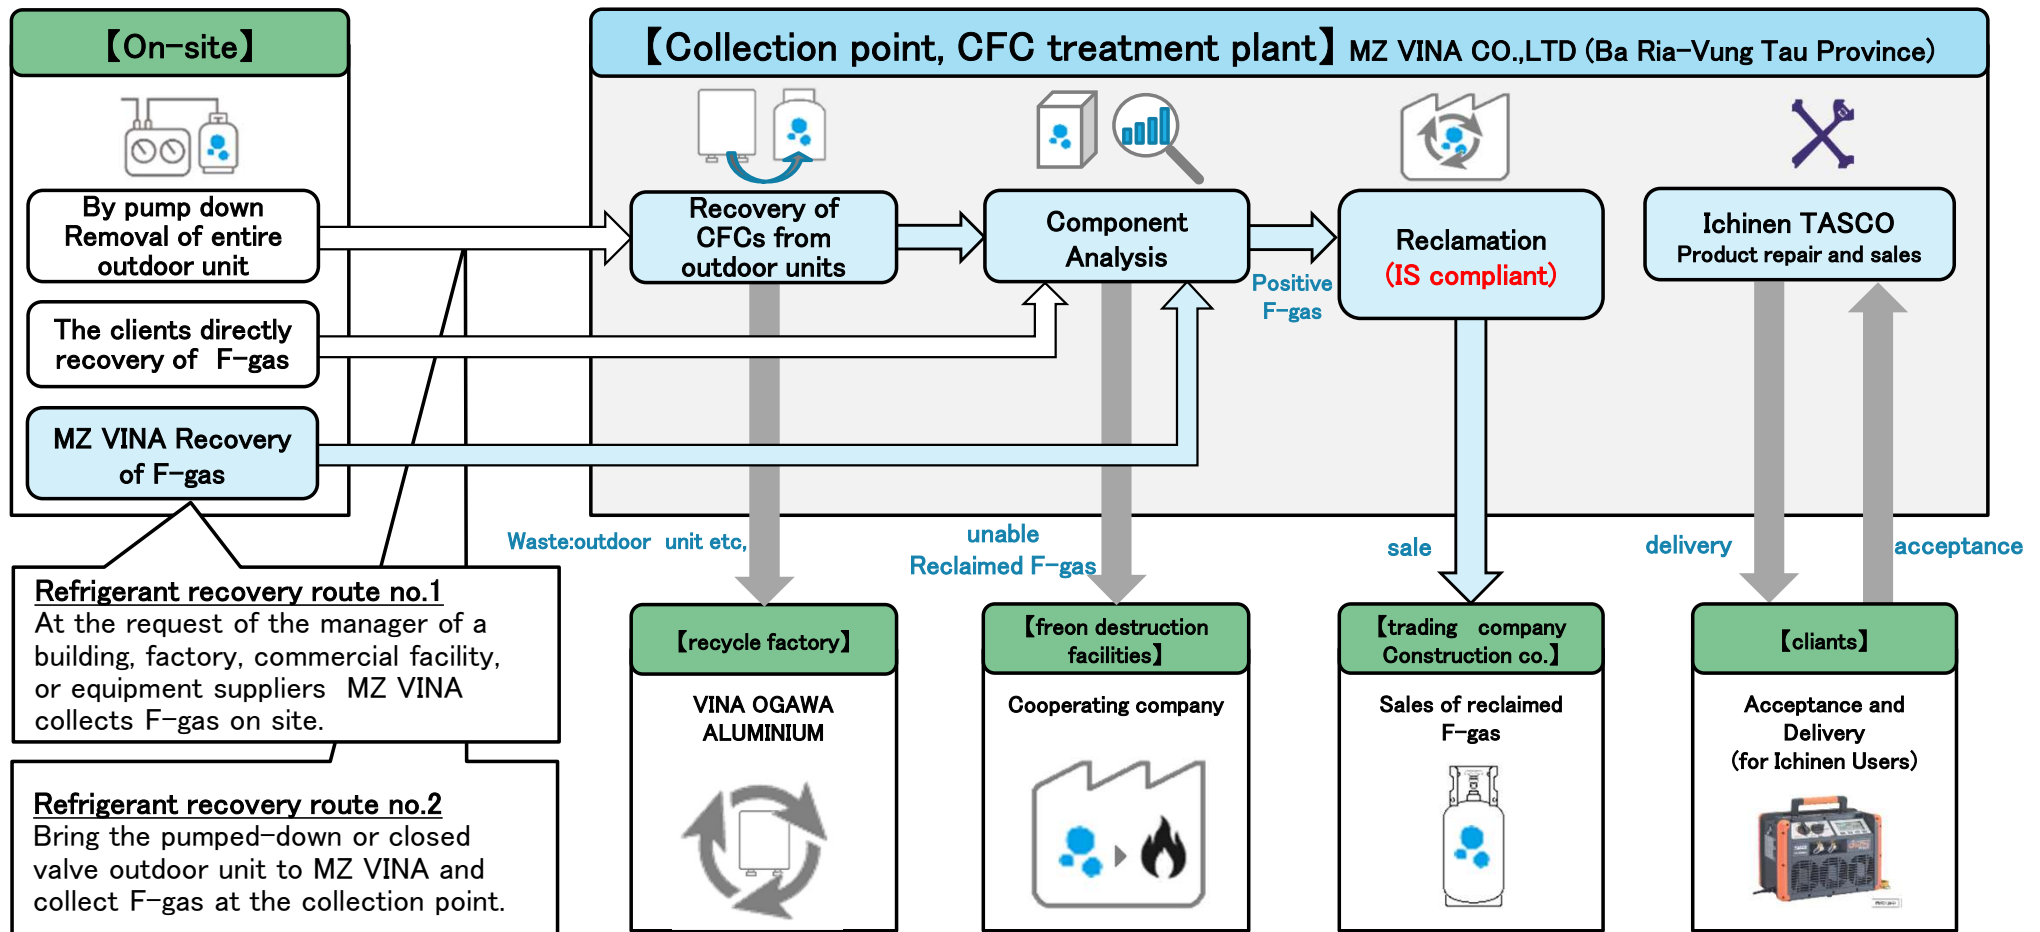 【On-site】
By pump down
Removal of entire
outdoor unit
The clients directly
recovery of F-gas
MZ VINA Recovery
of F-gas
Refrigerant recovery route no.1
At the request of the manager of a
building, factory, commercial facility,
or equipment suppliers MZ VINA
collects F-gas on site.
Refrigerant recovery route no.2
Bring the pumped-down or closed
valve outdoor unit to MZ VINA and
collect F-gas at the collection point.
【Collection point, CFC treatment plant】 MZ VINA CO.,LTD (Ba Ria-Vung Tau Province)
Recovery of
CFCs from
outdoor units
Component
Analysis
Positive
F-gas
Reclamation
(IS compliant)
Ichinen TASCO
Product repair and sales
Waste:outdoor unit etc,
unable
Reclaimed F-gas
sale
delivery
acceptance
【recycle factory】
VINA OGAWA
ALUMINIUM
【freon destruction
facilities】
Cooperating company
【trading company
Construction co.】
Sales of reclaimed
F-gas
【cliants】
Acceptance and
Delivery
(for Ichinen Users)